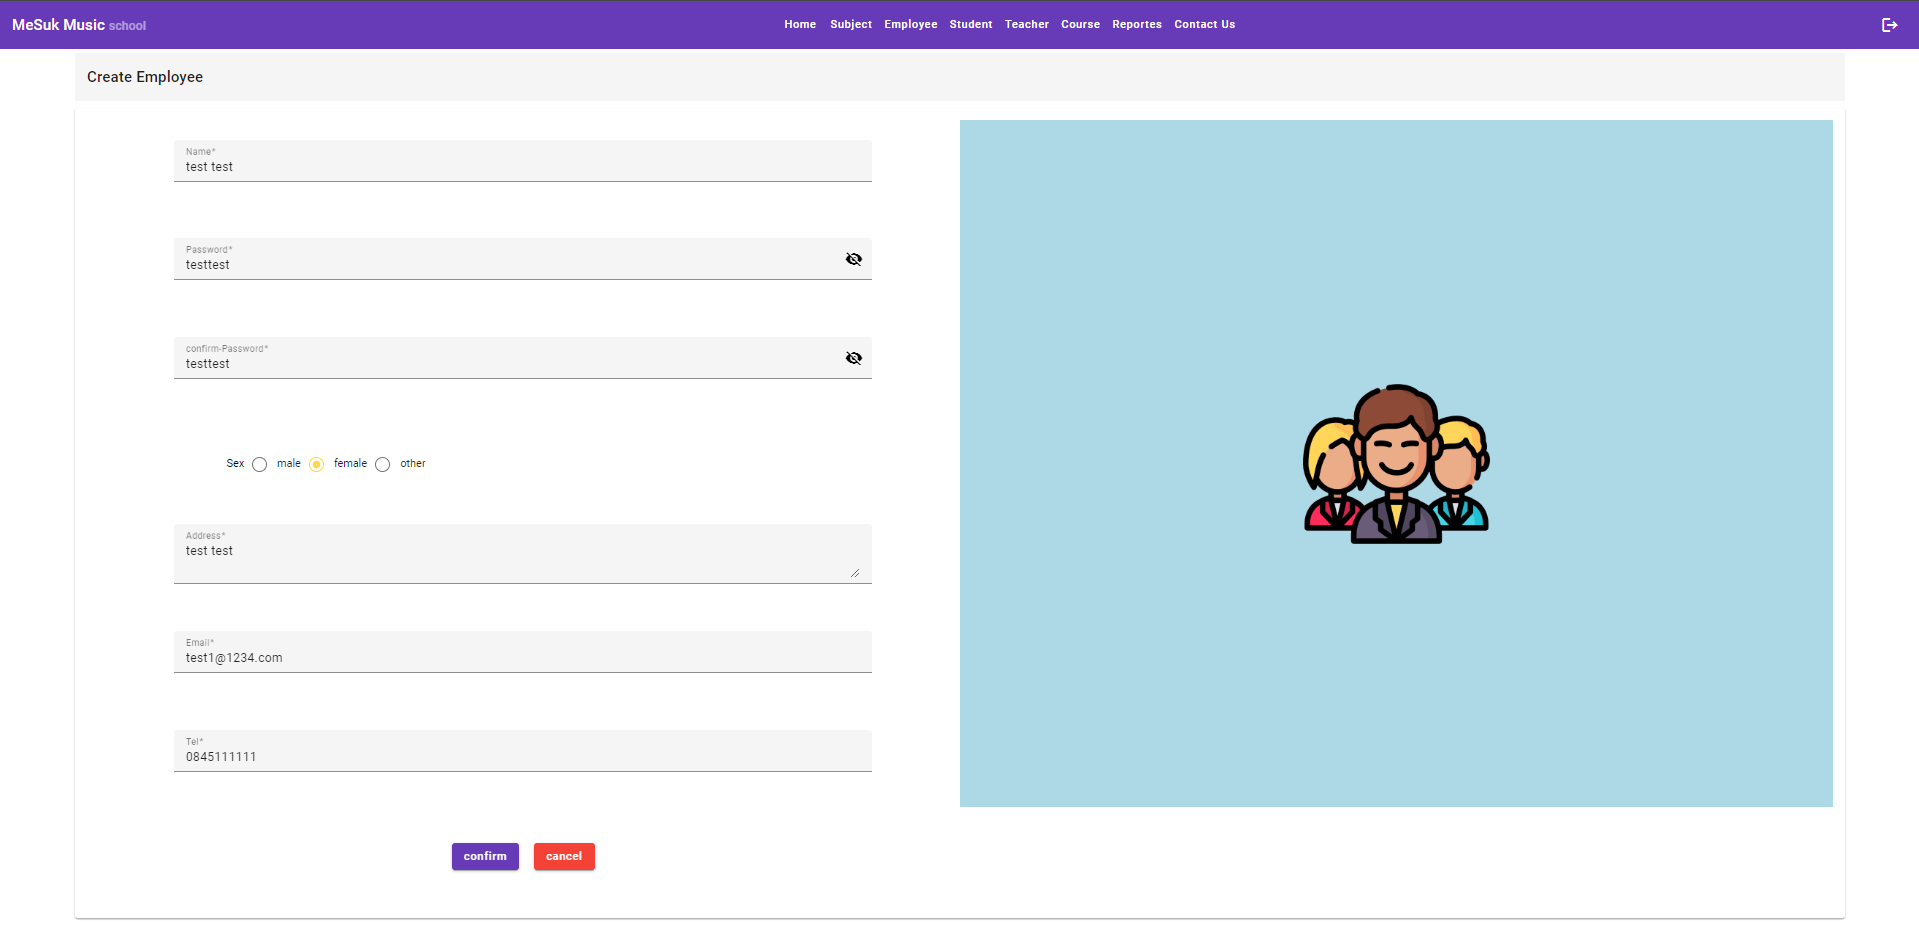 MeSuk Music school
Home Subject Employee Student Teacher Course Reportes Contact Us
Create Employee
Name*
test test
Password*
testtest
confirm-Password*
testtest
Sex male female other
Address*
test test
Email*
test1@1234.com
Tel*
0845111111
confirm cancel